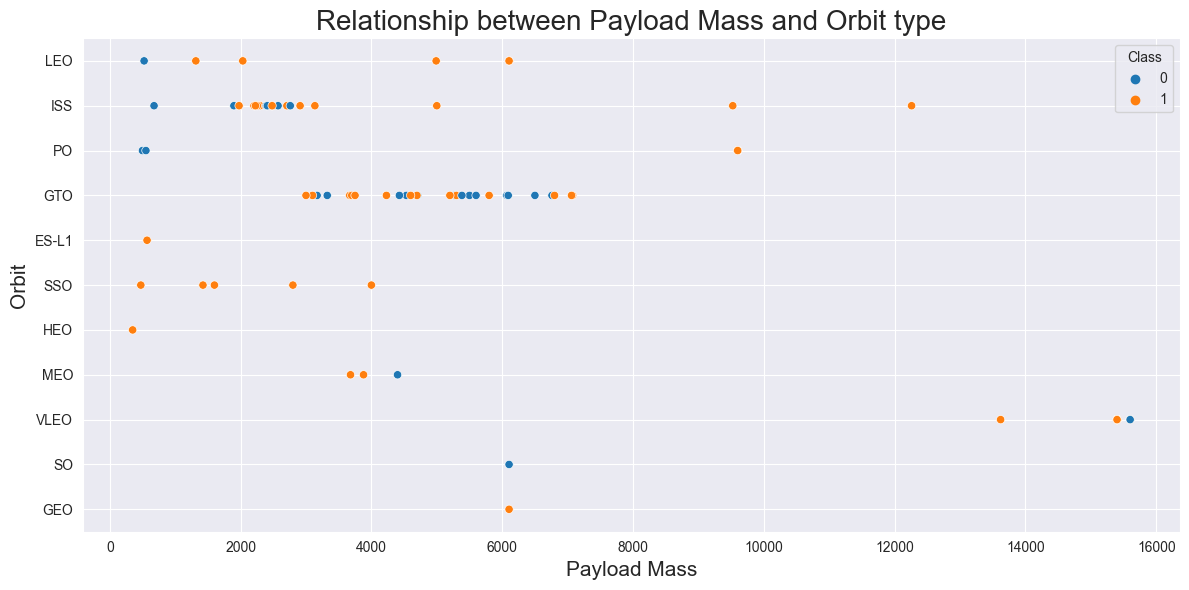 Relationship between Payload Mass and Orbit type
Class
0
1
Orbit
LEO
ISS
PO
GTO
ES-L1
SSO
HEO
MEO
VLEO
SO
GEO
0 2000 4000 6000 8000 10000 12000 14000 16000
Payload Mass